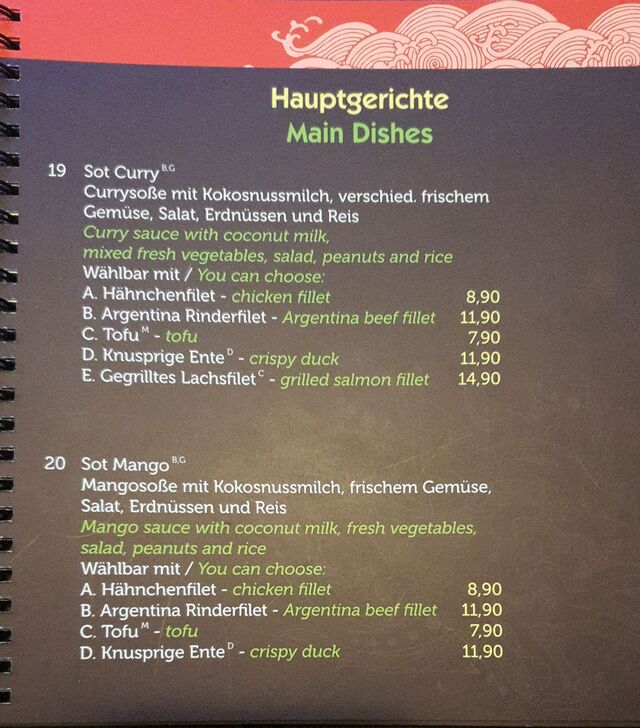 Hauptgerichte
Main Dishes
19 Sot Curry B,G
Currysoße mit Kokosnussmilch, verschied. frischem
Gemüse, Salat, Erdnüssen und Reis
Curry sauce with coconut milk,
mixed fresh vegetables, salad, peanuts and rice
Wählbar mit / You can choose:
A. Hähnchenfilet - chicken fillet 8,90
B. Argentina Rinderfilet - Argentina beef fillet 11,90
C. Tofu M - tofu 7,90
D. Knusprige Ente D - crispy duck 11,90
E. Gegrilltes Lachsfilet C - grilled salmon fillet 14,90
20 Sot Mango B,G
Mangosoße mit Kokosnussmilch, frischem Gemüse,
Salat, Erdnüssen und Reis
Mango sauce with coconut milk, fresh vegetables,
salad, peanuts and rice
Wählbar mit / You can choose:
A. Hähnchenfilet - chicken fillet 8,90
B. Argentina Rinderfilet - Argentina beef fillet 11,90
C. Tofu M - tofu 7,90
D. Knusprige Ente D - crispy duck 11,90